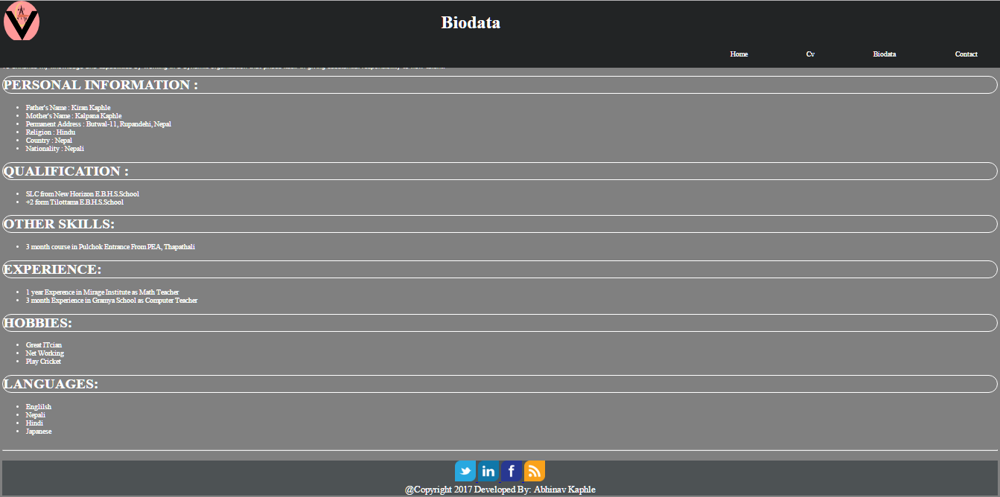 Biodata
Home Cv Biodata Contact
PERSONAL INFORMATION :
Father's Name : Kiran Kaphle
Mother's Name : Kalpana Kaphle
Permanent Address : Butwal-11, Rupandehi, Nepal
Religion : Hindu
Country : Nepal
Nationality : Nepali
QUALIFICATION :
SLC from New Horizon E.B.H.S.School
+2 form Tilottama E.B.H.S.School
OTHER SKILLS:
3 month course in Pulchok Entrance From PEA, Thapathali
EXPERIENCE:
1 year Experence in Mirage Institute as Math Teacher
3 month Experience in Gramya School as Computer Teacher
HOBBIES:
Great ITcian
Net Working
Play Cricket
LANGUAGES:
Englilsh
Nepali
Hindi
Japanese
in f
@Copyright 2017 Developed By: Abhinav Kaphle